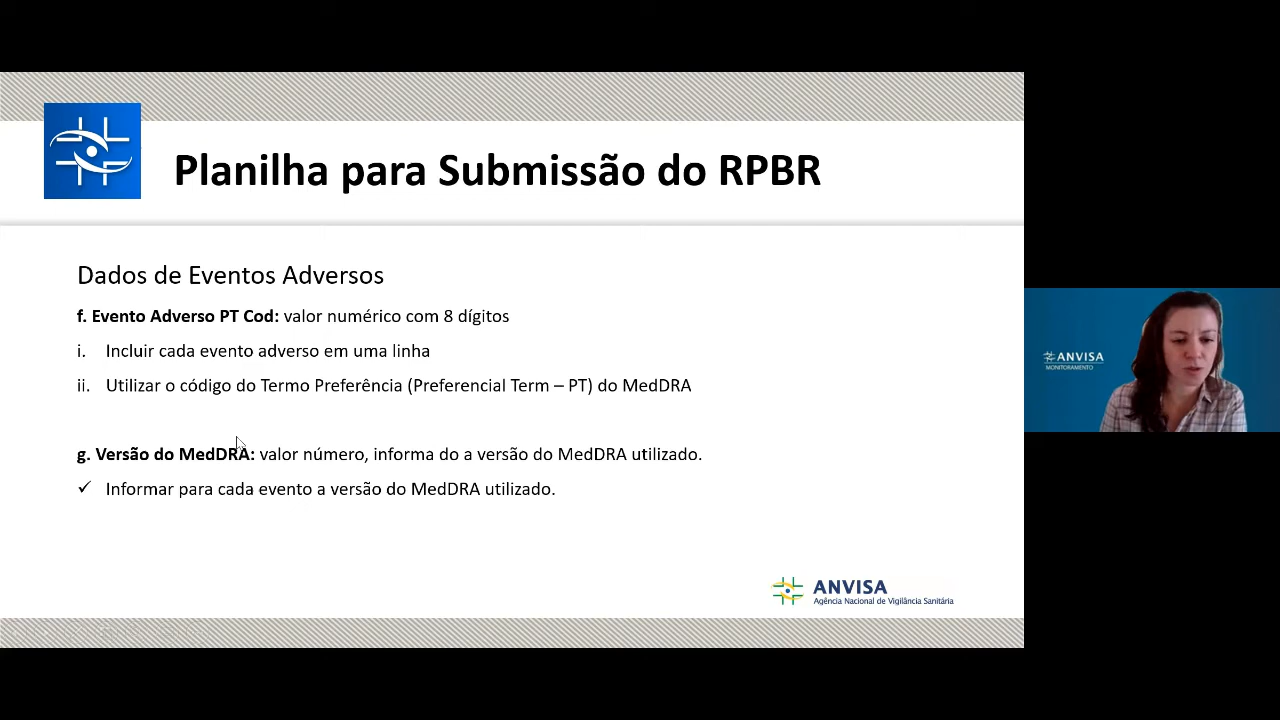 Planilha para Submissão do RPBR
Dados de Eventos Adversos
f. Evento Adverso PT Cod: valor numérico com 8 dígitos
i. Incluir cada evento adverso em uma linha
ii. Utilizar o código do Termo Preferência (Preferencial Term – PT) do MedDRA
g. Versão do MedDRA: valor número, informa do a versão do MedDRA utilizado.
✓ Informar para cada evento a versão do MedDRA utilizado.
ANVISA
Agência Nacional de Vigilância Sanitária
ANVISA
MONITORAMENTO